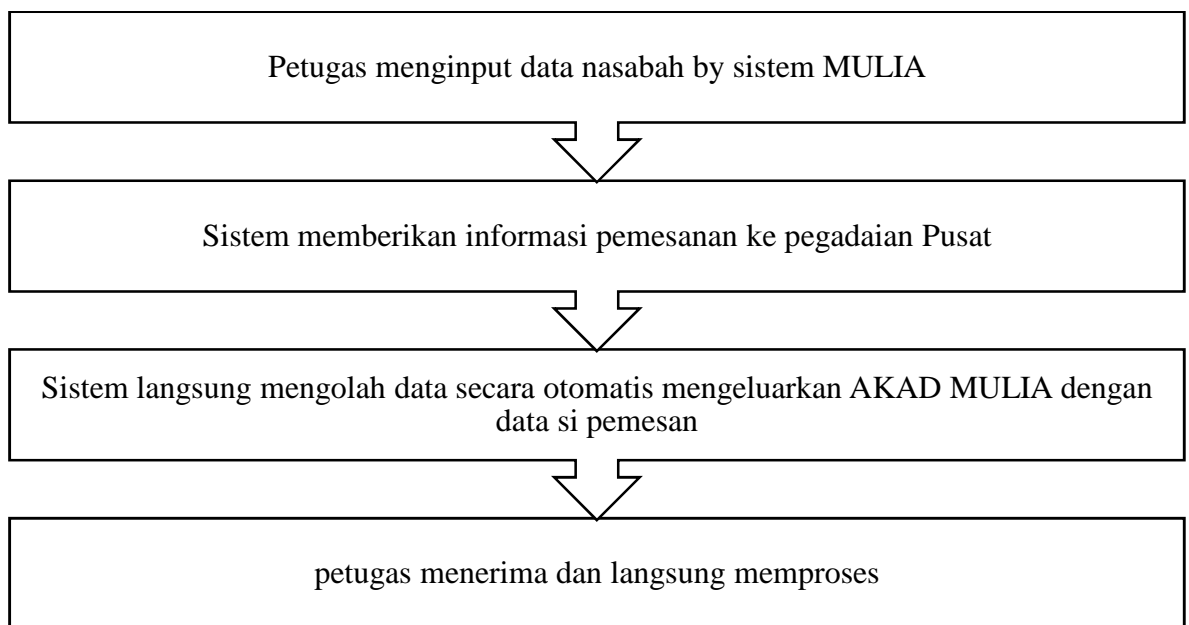 Petugas menginput data nasabah by sistem MULIA
Sistem memberikan informasi pemesanan ke pegadaian Pusat
Sistem langsung mengolah data secara otomatis mengeluarkan AKAD MULIA dengan
data si pemesan
petugas menerima dan langsung memproses